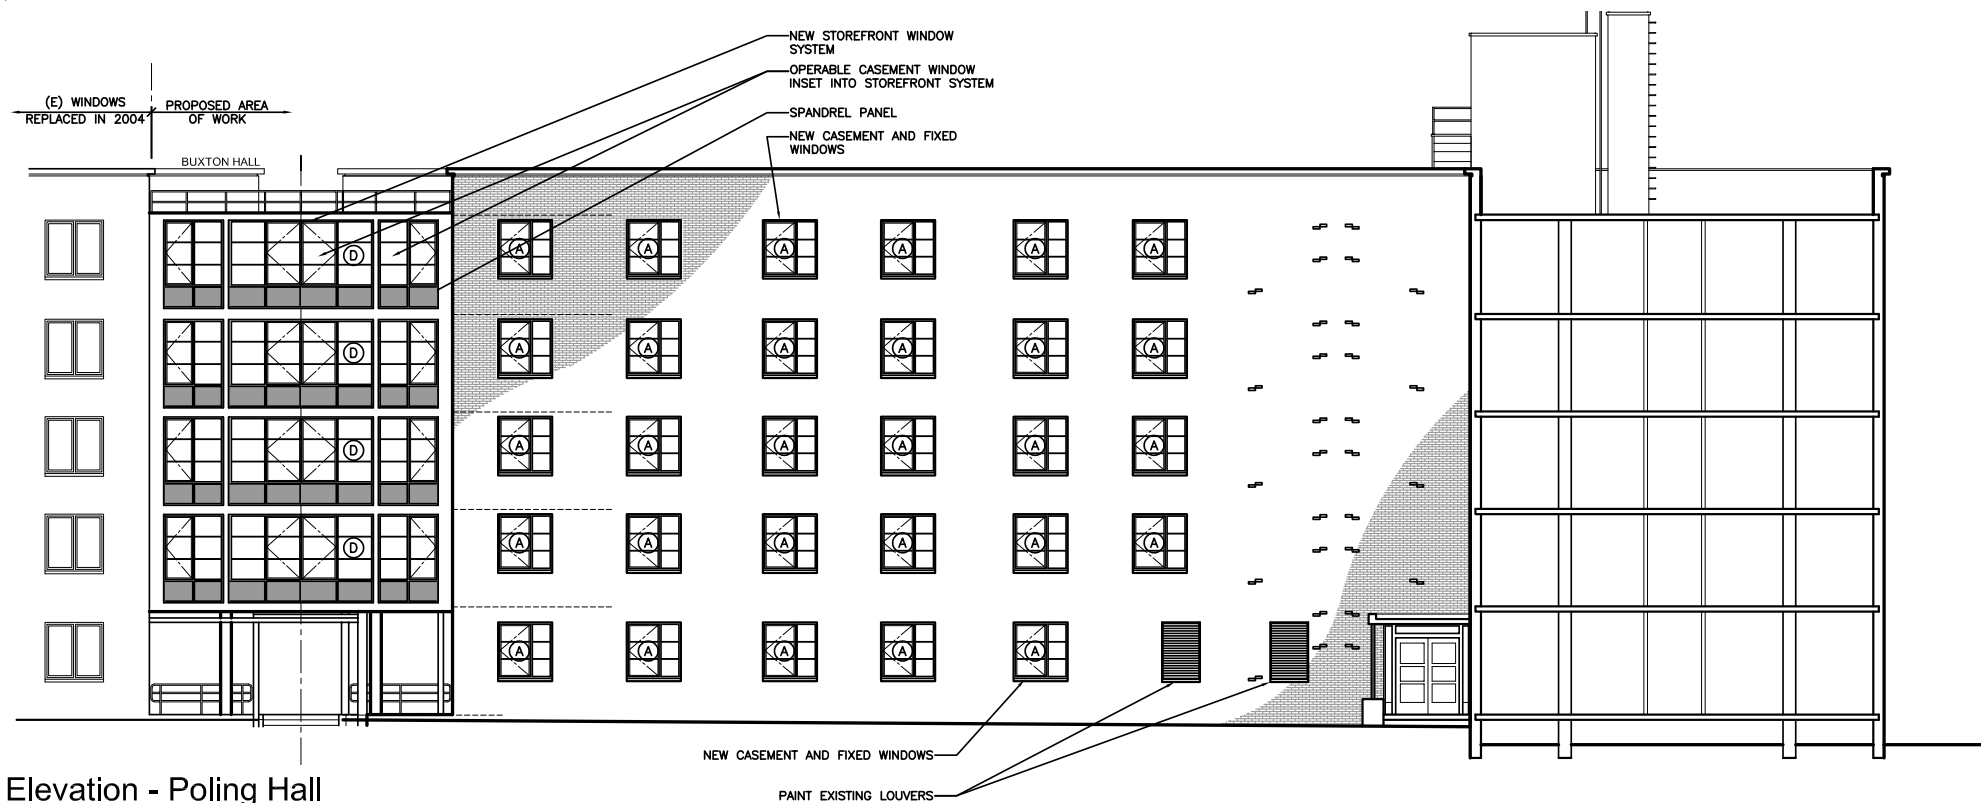 NEW STOREFRONT WINDOW
SYSTEM
OPERABLE CASEMENT WINDOW
INSET INTO STOREFRONT SYSTEM
(E) WINDOWS
REPLACED IN 2004
PROPOSED AREA
OF WORK
SPANDREL PANEL
NEW CASEMENT AND FIXED
WINDOWS
BUXTON HALL
D A A A A A A
D A A A A A A
D A A A A A A
D A A A A A A
A A A A A
NEW CASEMENT AND FIXED WINDOWS
PAINT EXISTING LOUVERS
Elevation - Poling Hall